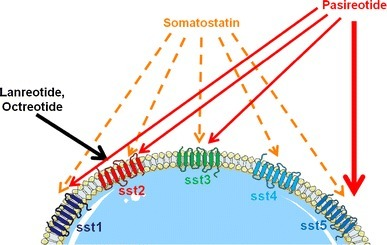 Pasireotide
Somatostatin
Lanreotide,
Octreotide
sst1
sst2
sst3
sst4
sst5